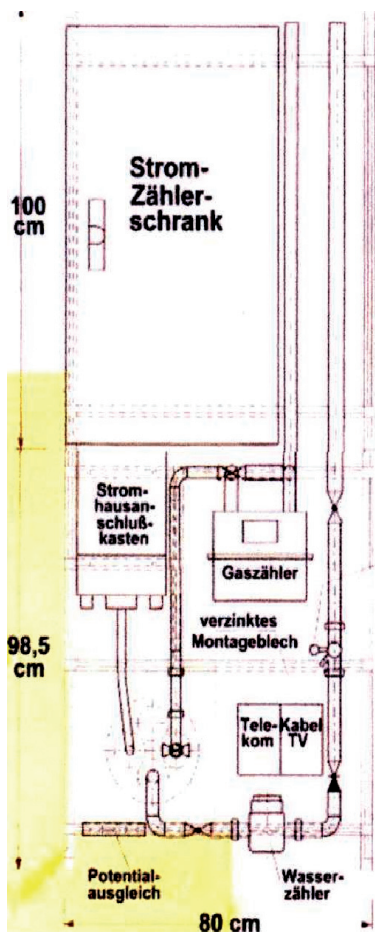 Strom-
Zähler-
schrank
100
cm
Strom-
hausan-
schluß-
kasten
Gaszähler
verzinktes
Montageblech
98,5
cm
Tele- Kabel
kom TV
Potential-
ausgleich
Wasser-
zähler
80 cm